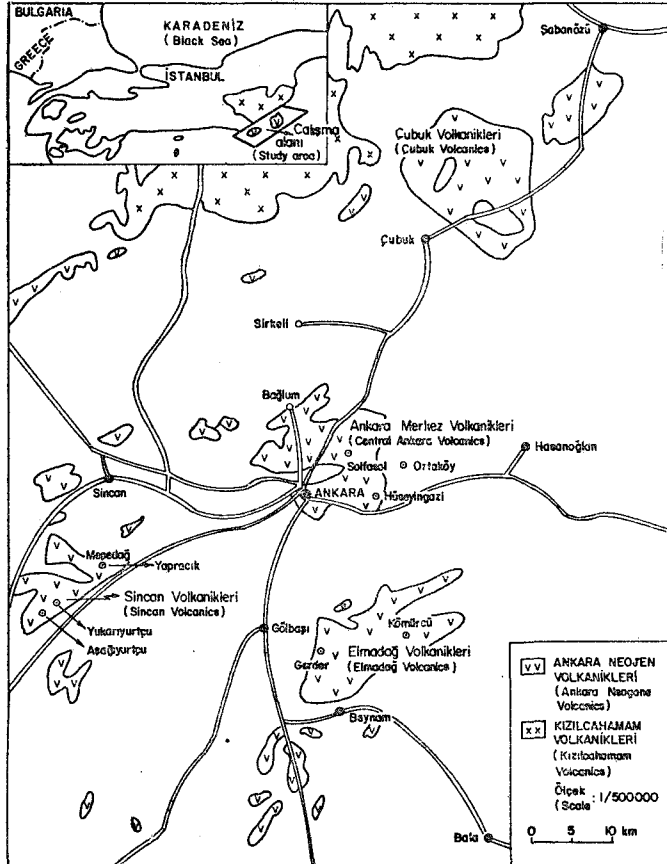 BULGARIA
GREECE
KARADENİZ
(Black Sea)
İSTANBUL
Çalışma
alanı
(Study area)
Şabanözü
Çubuk Volkanikleri
(Çubuk Volcanics)
Çubuk
Sirkeli
Bağlum
Ankara Merkez Volkanikleri
(Central Ankara Volcanics)
Solfasol
Ortaköy
Hasanoğlan
Sincan
ANKARA
Hüseyingazi
Meşedağ
Yapracık
Sincan Volkanikleri
(Sincan Volcanics)
Yukarıyurtçu
Aşağıyurtçu
Gölbaşı
Kömürcü
Gerder
Elmadağ Volkanikleri
(Elmadağ Volcanics)
Beynam
Bala
V V ANKARA NEOJEN
VOLKANİKLERİ
(Ankara Neogene
Volcanics)
X X KIZILCAHAMAM
VOLKANİKLERİ
(Kızılcahamam
Volcanics)
Ölçek
(Scale : 1/500000
0 5 10 km